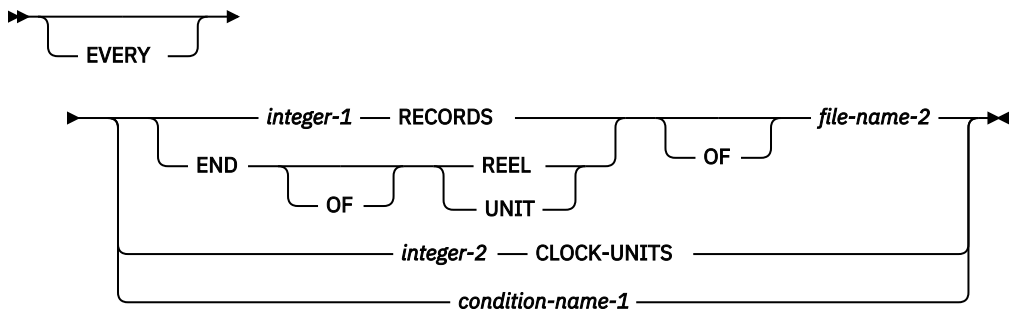 EVERY
integer-1 RECORDS OF file-name-2
END OF REEL
UNIT
integer-2 CLOCK-UNITS
condition-name-1